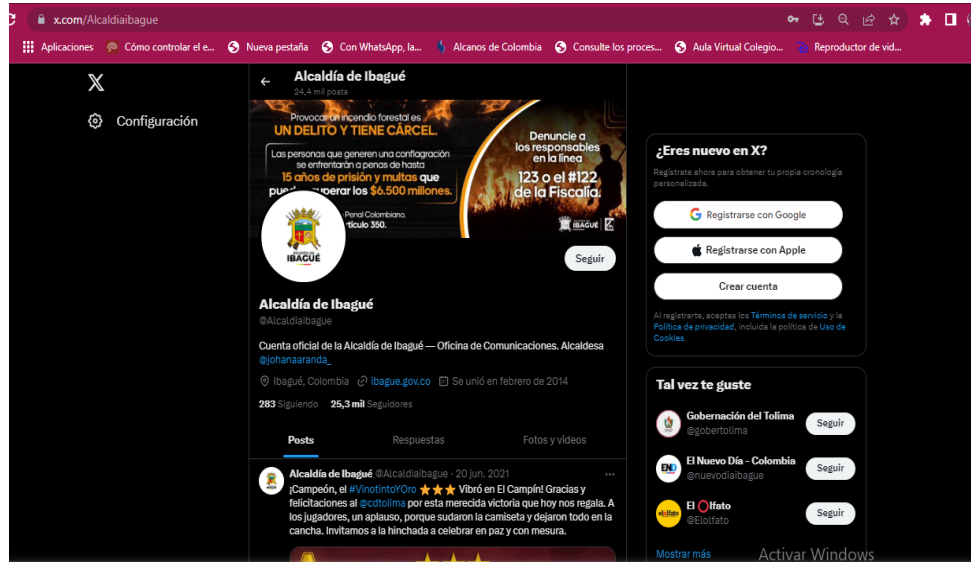 x.com/Alcaldiaibague
Aplicaciones
Cómo controlar el e...
Nueva pestaña
Con WhatsApp, la...
Alcanos de Colombia
Consulte los proces...
Aula Virtual Colegio...
Reproductor de vid...
Configuración
Alcaldía de Ibagué
24,4 mil posts
Provocar un incendio forestal es
UN DELITO Y TIENE CÁRCEL.
Las personas que generen una conflagración
se enfrentarán a penas de hasta
15 años de prisión y multas que
superar los $6.500 millones.
Penal Colombiano.
350.
Denuncie a
los responsables
en la línea
123 o el #122
de la Fiscalía.
IBAGUÉ
IBAGUÉ
Seguir
Alcaldía de Ibagué
@Alcaldiaibague
Cuenta oficial de la Alcaldía de Ibagué — Oficina de Comunicaciones. Alcaldesa
@johanaaranda_
Ibagué, Colombia ibague.gov.co Se unió en febrero de 2014
283 Siguiendo 25,3 mil Seguidores
Posts
Respuestas
Fotos y videos
Alcaldía de Ibagué @Alcaldiaibague · 20 jun. 2021
¡Campeón, el #VinotintoYOro Vibró en El Campín! Gracias y
felicitaciones al @cdtolima por esta merecida victoria que hoy nos regala. A
los jugadores, un aplauso, porque sudaron la camiseta y dejaron todo en la
cancha. Invitamos a la hinchada a celebrar en paz y con mesura.
¿Eres nuevo en X?
Regístrate ahora para obtener tu propia cronología
personalizada.
Registrarse con Google
Registrarse con Apple
Crear cuenta
Al registrarte, aceptas los Términos de servicio y la
Política de privacidad, incluida la política de Uso de
Cookies.
Tal vez te guste
Gobernación del Tolima
@gobertolima
Seguir
END
El Nuevo Día - Colombia
@nuevodiaibague
Seguir
elolfato
El Olfato
@Elolfato
Seguir
Mostrar más
Activar Windows